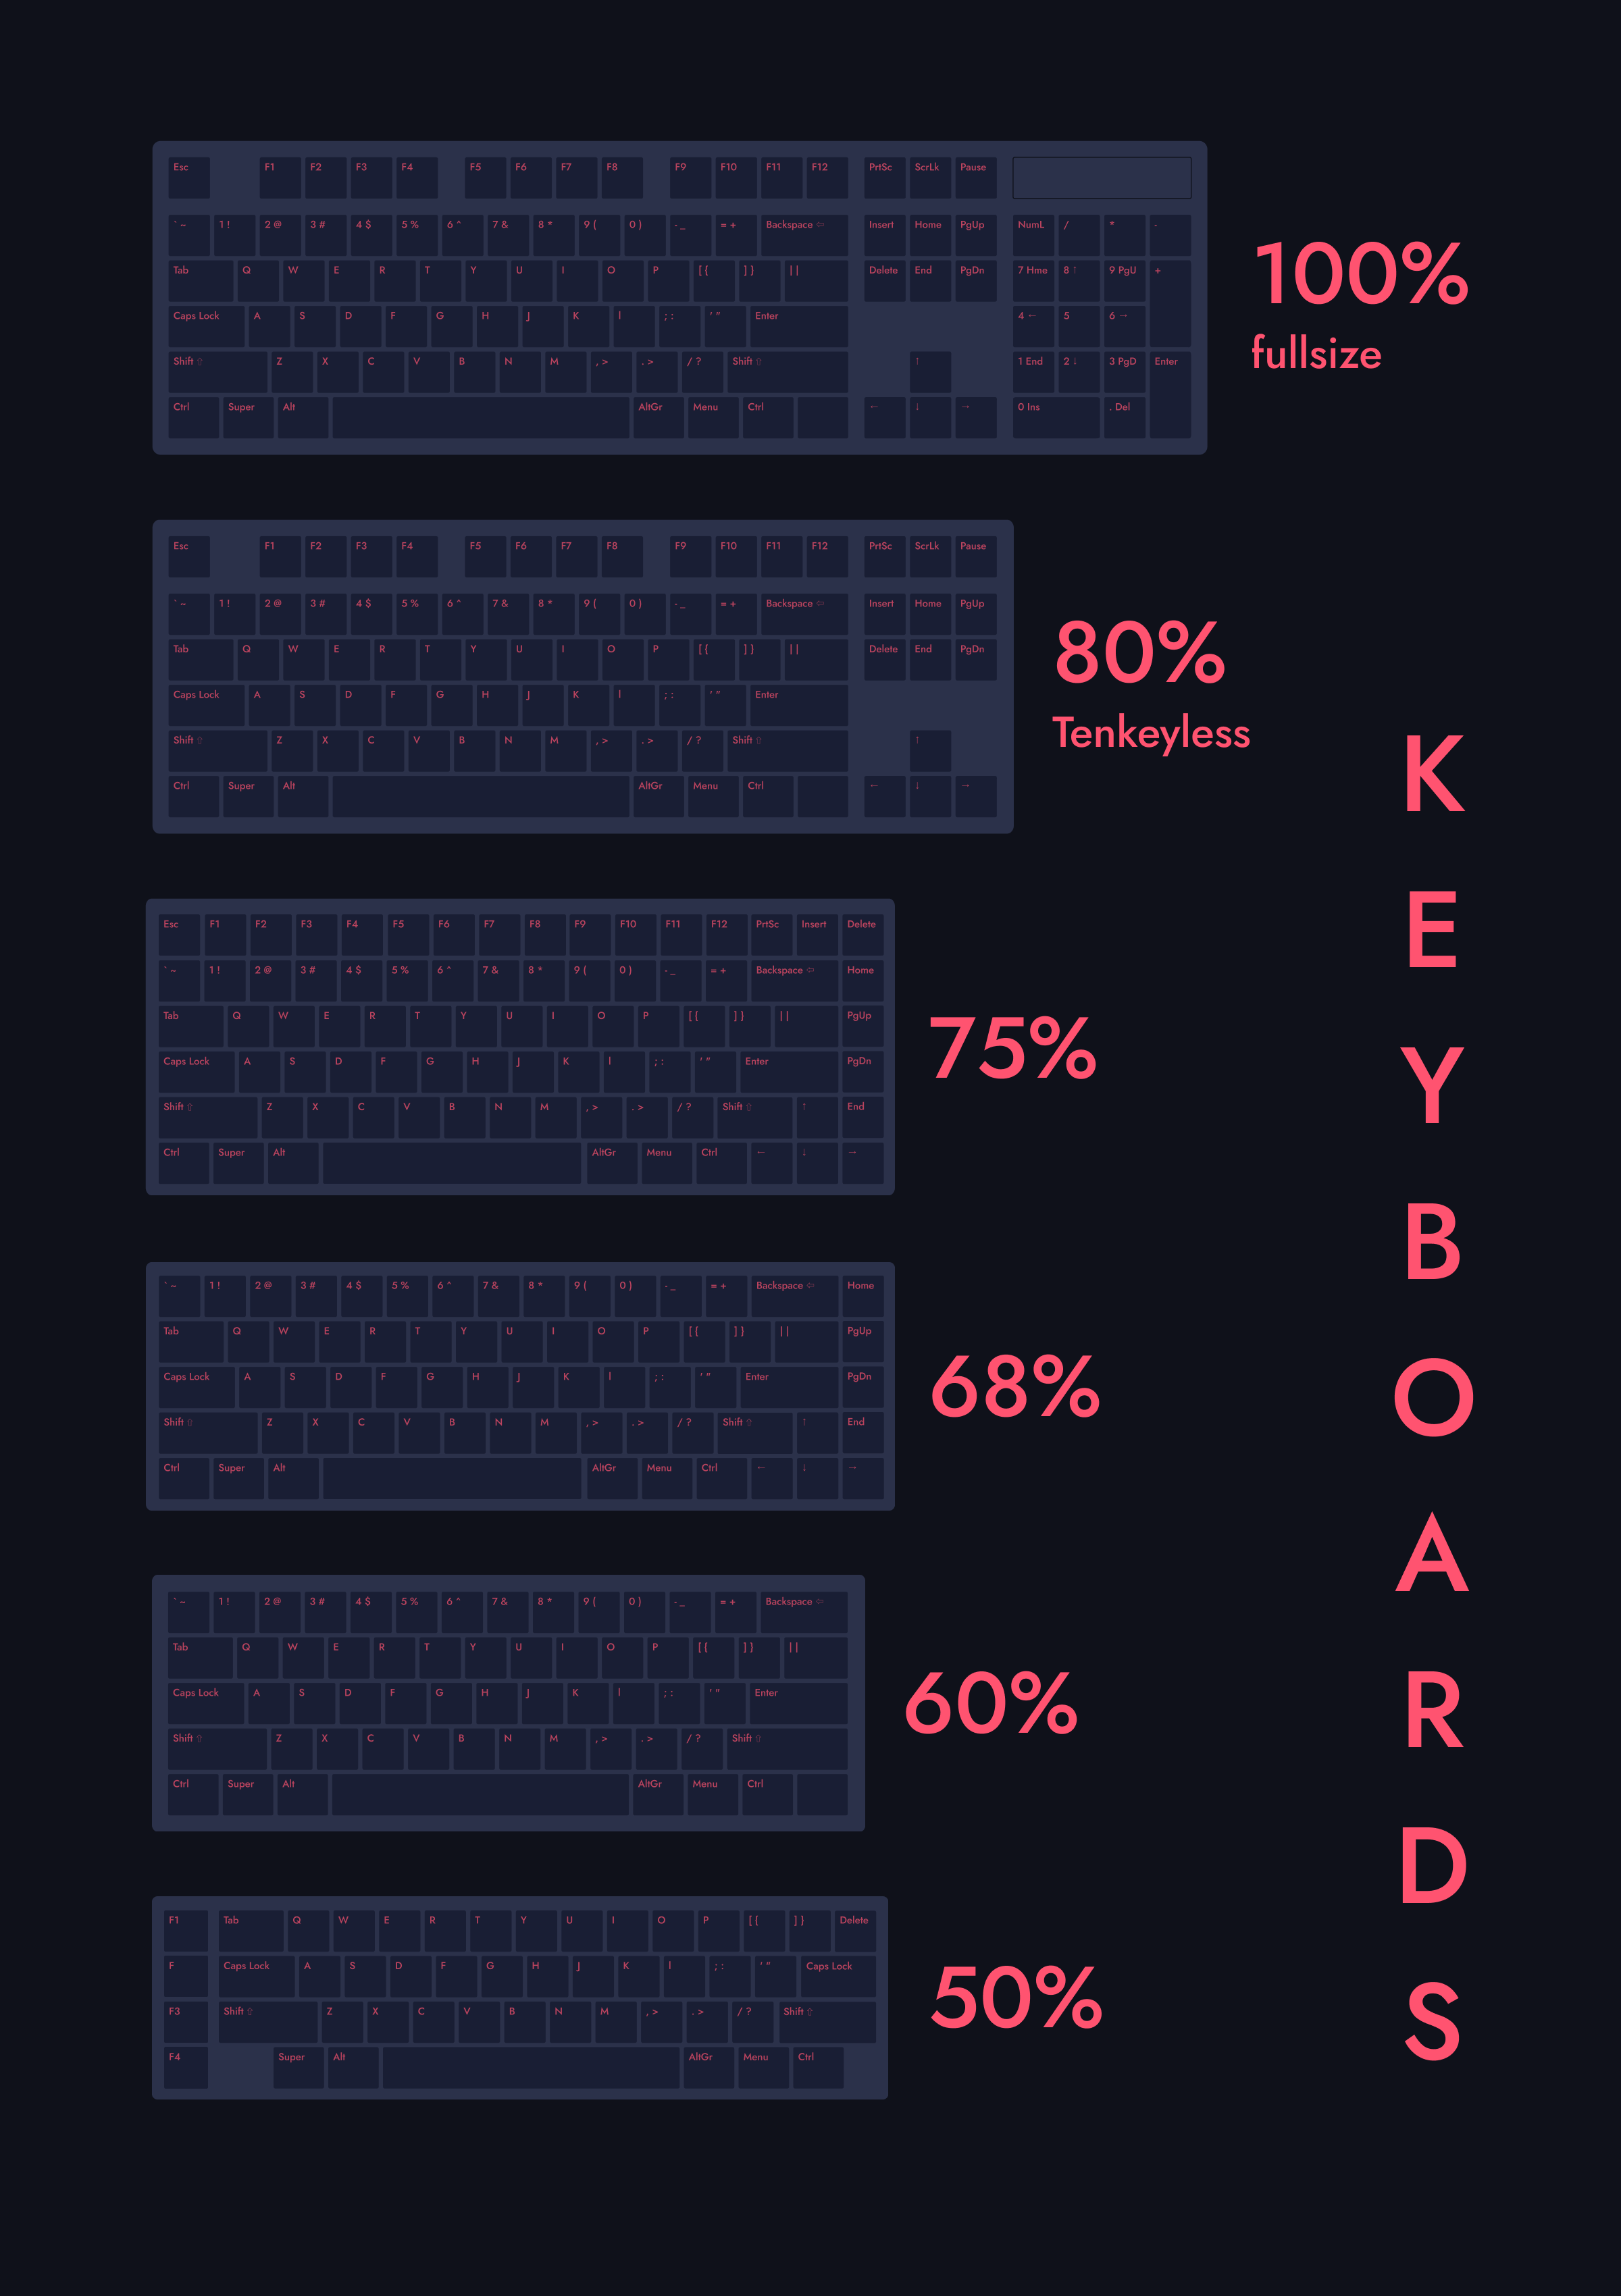 Esc F1 F2 F3 F4 F5 F6 F7 F8 F9 F10 F11 F12 PrtSc ScrLk Pause
` ~ 1 ! 2 @ 3 # 4 $ 5 % 6 ^ 7 & 8 * 9 ( 0 ) - _ = + Backspace ⇦ Insert Home PgUp NumL / * -
Tab Q W E R T Y U I O P [ { ] } | | Delete End PgDn 7 Hme 8 ↑ 9 PgU +
Caps Lock A S D F G H J K l ; : ' " Enter 4 ← 5 6 →
Shift ⇧ Z X C V B N M , > . > / ? Shift ⇧ ↑ 1 End 2 ↓ 3 PgD Enter
Ctrl Super Alt AltGr Menu Ctrl ← ↓ → 0 Ins . Del
100%
fullsize
Esc F1 F2 F3 F4 F5 F6 F7 F8 F9 F10 F11 F12 PrtSc ScrLk Pause
` ~ 1 ! 2 @ 3 # 4 $ 5 % 6 ^ 7 & 8 * 9 ( 0 ) - _ = + Backspace ⇦ Insert Home PgUp
Tab Q W E R T Y U I O P [ { ] } | | Delete End PgDn
Caps Lock A S D F G H J K l ; : ' " Enter
Shift ⇧ Z X C V B N M , > . > / ? Shift ⇧ ↑
Ctrl Super Alt AltGr Menu Ctrl ← ↓ →
80%
Tenkeyless
Esc F1 F2 F3 F4 F5 F6 F7 F8 F9 F10 F11 F12 PrtSc Insert Delete
` ~ 1 ! 2 @ 3 # 4 $ 5 % 6 ^ 7 & 8 * 9 ( 0 ) - _ = + Backspace ⇦ Home
Tab Q W E R T Y U I O P [ { ] } | | PgUp
Caps Lock A S D F G H J K l ; : ' " Enter PgDn
Shift ⇧ Z X C V B N M , > . > / ? Shift ⇧ ↑ End
Ctrl Super Alt AltGr Menu Ctrl ← ↓ →
75%
` ~ 1 ! 2 @ 3 # 4 $ 5 % 6 ^ 7 & 8 * 9 ( 0 ) - _ = + Backspace ⇦ Home
Tab Q W E R T Y U I O P [ { ] } | | PgUp
Caps Lock A S D F G H J K l ; : ' " Enter PgDn
Shift ⇧ Z X C V B N M , > . > / ? Shift ⇧ ↑ End
Ctrl Super Alt AltGr Menu Ctrl ← ↓ →
68%
` ~ 1 ! 2 @ 3 # 4 $ 5 % 6 ^ 7 & 8 * 9 ( 0 ) - _ = + Backspace ⇦
Tab Q W E R T Y U I O P [ { ] } | |
Caps Lock A S D F G H J K l ; : ' " Enter
Shift ⇧ Z X C V B N M , > . > / ? Shift ⇧
Ctrl Super Alt AltGr Menu Ctrl
60%
F1 Tab Q W E R T Y U I O P [ { ] } Delete
F Caps Lock A S D F G H J K l ; : ' " Caps Lock
F3 Shift ⇧ Z X C V B N M , > . > / ? Shift ⇧
F4 Super Alt AltGr Menu Ctrl
50%
KEYBOARDS